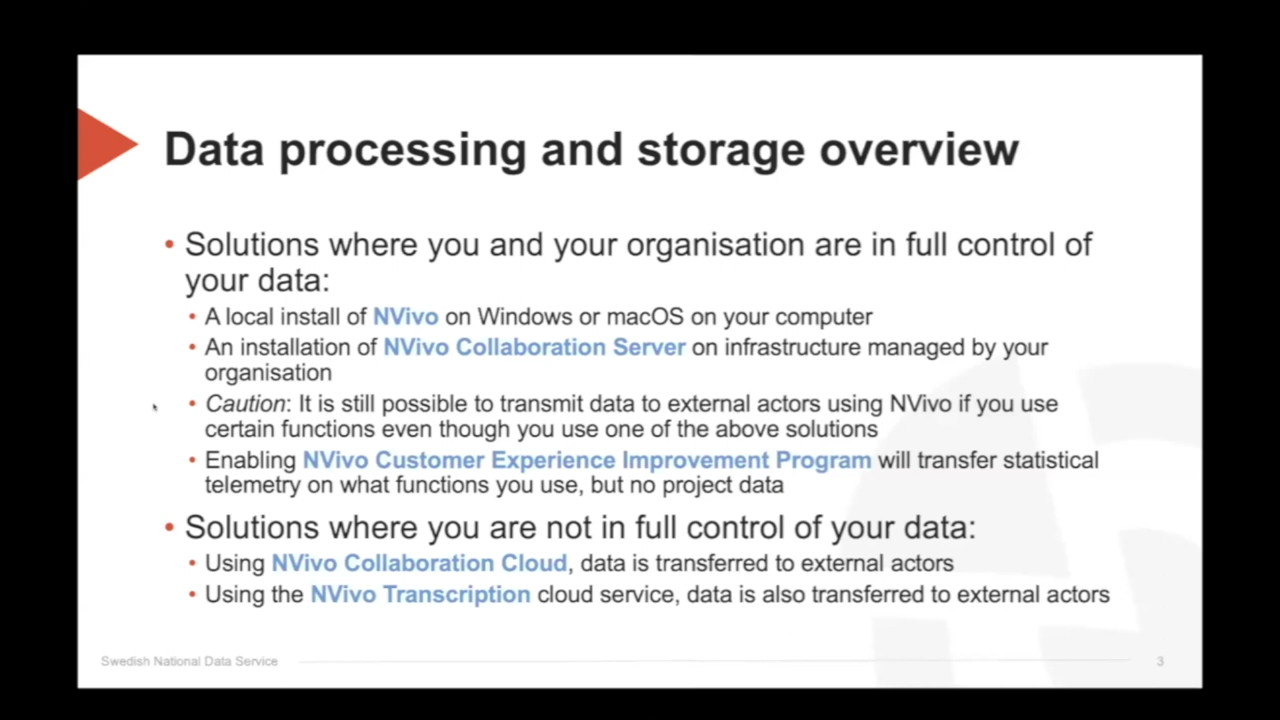 Data processing and storage overview
• Solutions where you and your organisation are in full control of
your data:
• A local install of NVivo on Windows or macOS on your computer
• An installation of NVivo Collaboration Server on infrastructure managed by your
organisation
• Caution: It is still possible to transmit data to external actors using NVivo if you use
certain functions even though you use one of the above solutions
• Enabling NVivo Customer Experience Improvement Program will transfer statistical
telemetry on what functions you use, but no project data
• Solutions where you are not in full control of your data:
• Using NVivo Collaboration Cloud, data is transferred to external actors
• Using the NVivo Transcription cloud service, data is also transferred to external actors
Swedish National Data Service
3